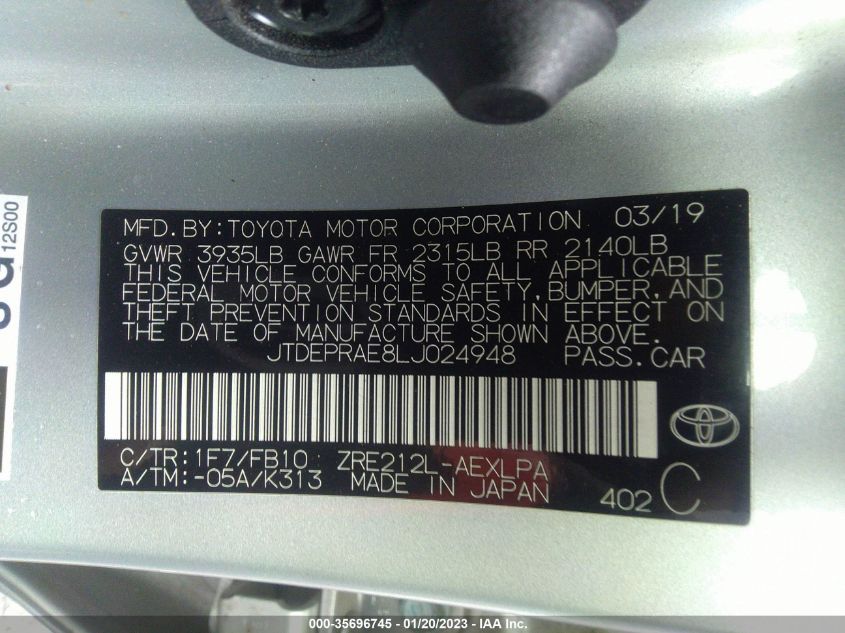 MFD.BY:TOYOTA MOTOR CORPORATION 03/19
GVWR 3935LB GAWR FR 2315LB RR 2140LB
THIS VEHICLE CONFORMS TO ALL APPLICABLE
FEDERAL MOTOR VEHICLE SAFETY,BUMPER,AND
THEFT PREVENTION STANDARDS IN EFFECT ON
THE DATE OF MANUFACTURE SHOWN ABOVE.
JTDEPRAE8LJ024948 PASS.CAR
C/TR:1F7/FB10 ZRE212L-AEXLPA
A/TM:-05A/K313 MADE IN JAPAN 402 C
12S00
000-35696745 - 01/20/2023 - IAA Inc.